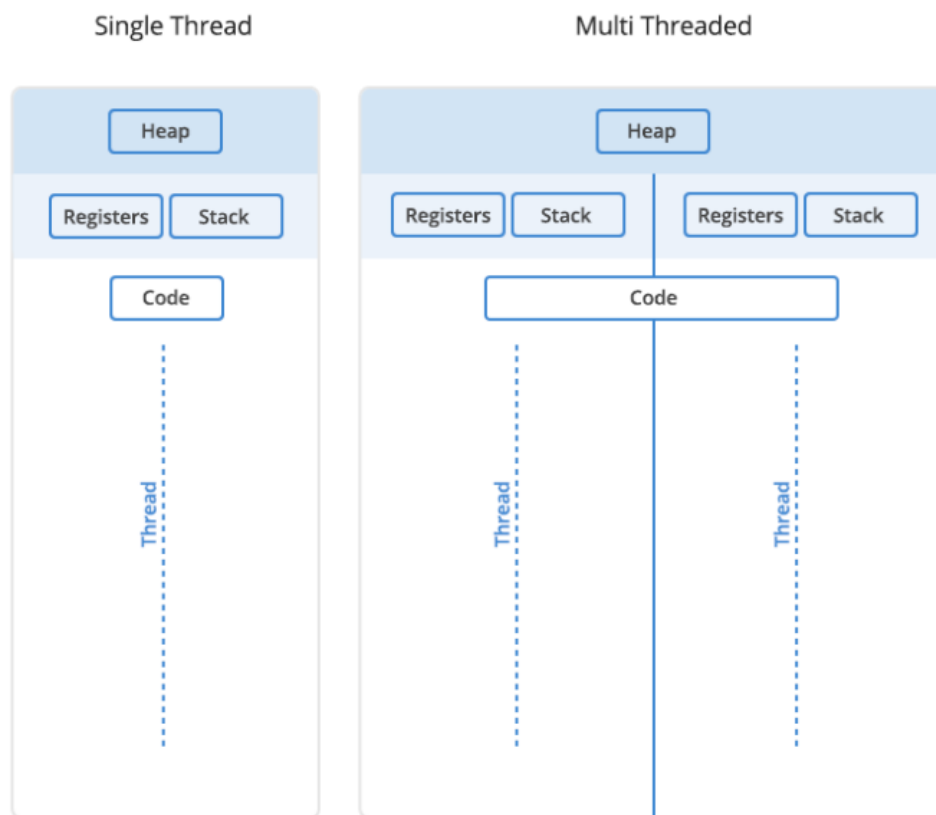 Single Thread
Multi Threaded
Heap
Registers
Stack
Code
Thread
Heap
Registers
Stack
Registers
Stack
Code
Thread
Thread